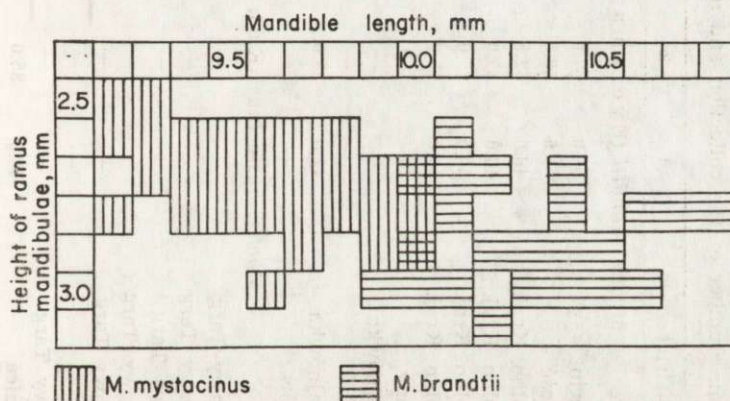 Mandible length, mm
9.5 10.0 10.5
Height of ramus
mandibulae, mm
2.5
3.0
M. mystacinus M. brandtii